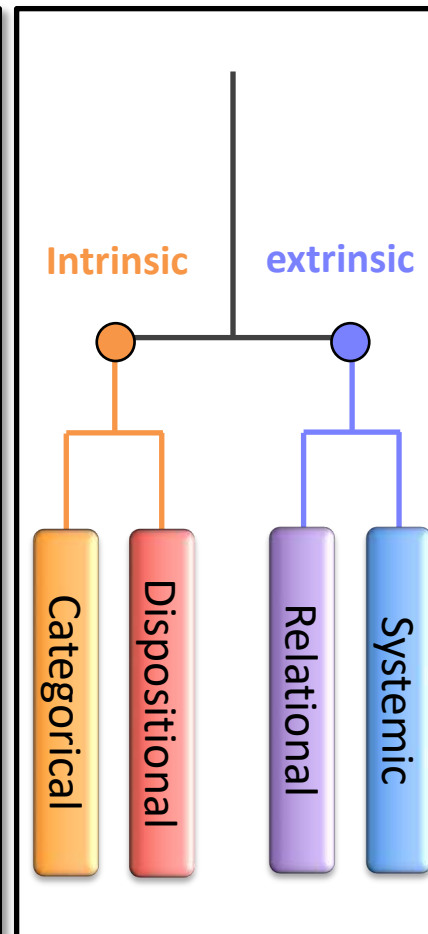 Intrinsic
extrinsic
Categorical
Dispositional
Relational
Systemic